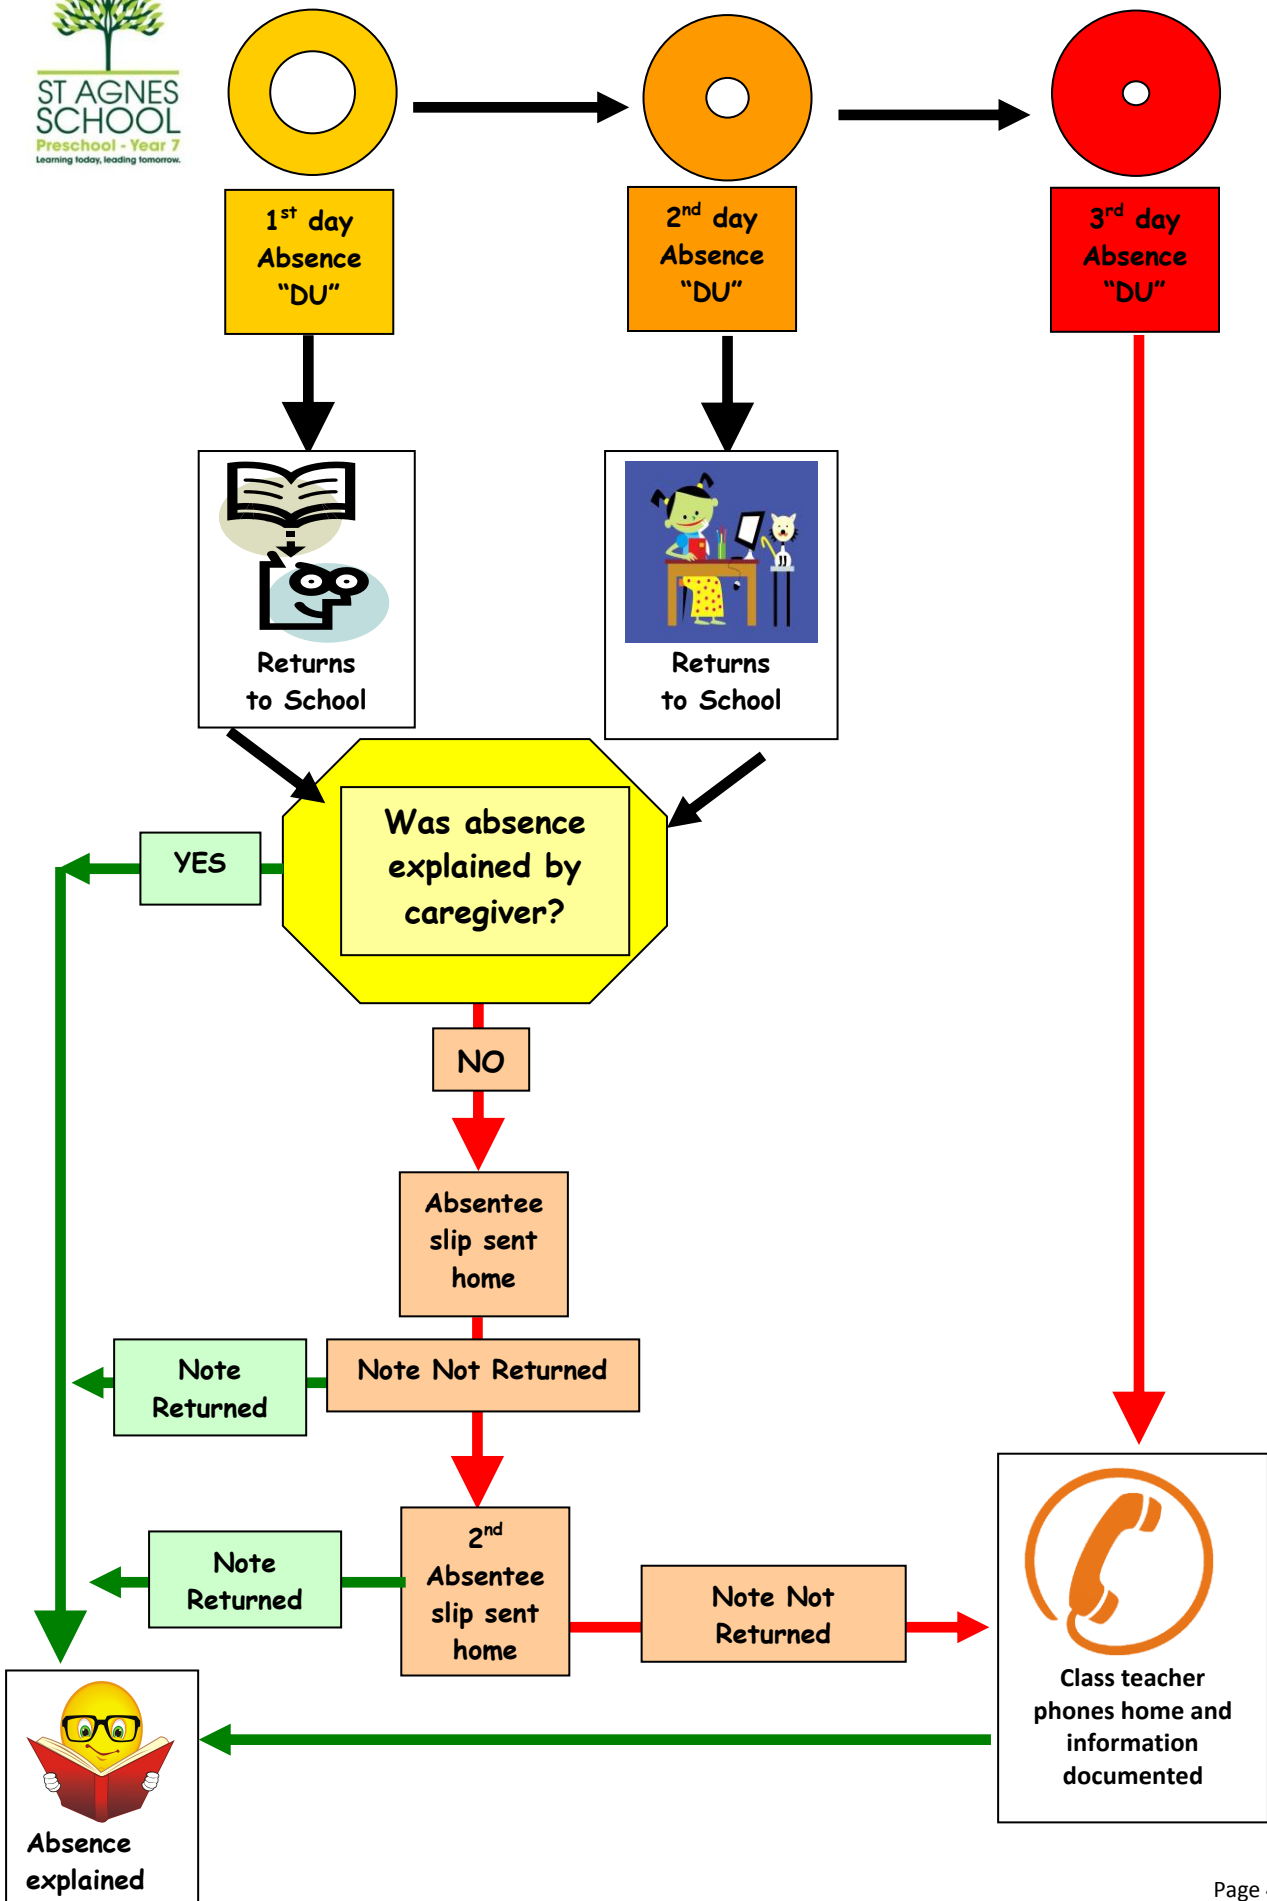 ST AGNES
SCHOOL
Preschool - Year 7
Learning today, leading tomorrow.
1st day
Absence
“DU”
2nd day
Absence
“DU”
3rd day
Absence
“DU”
Returns
to School
Returns
to School
Was absence
explained by
caregiver?
YES
NO
Absentee
slip sent
home
Note
Returned
Note Not Returned
2nd
Absentee
slip sent
home
Note
Returned
Note Not
Returned
Class teacher
phones home and
information
documented
Absence
explained
Page